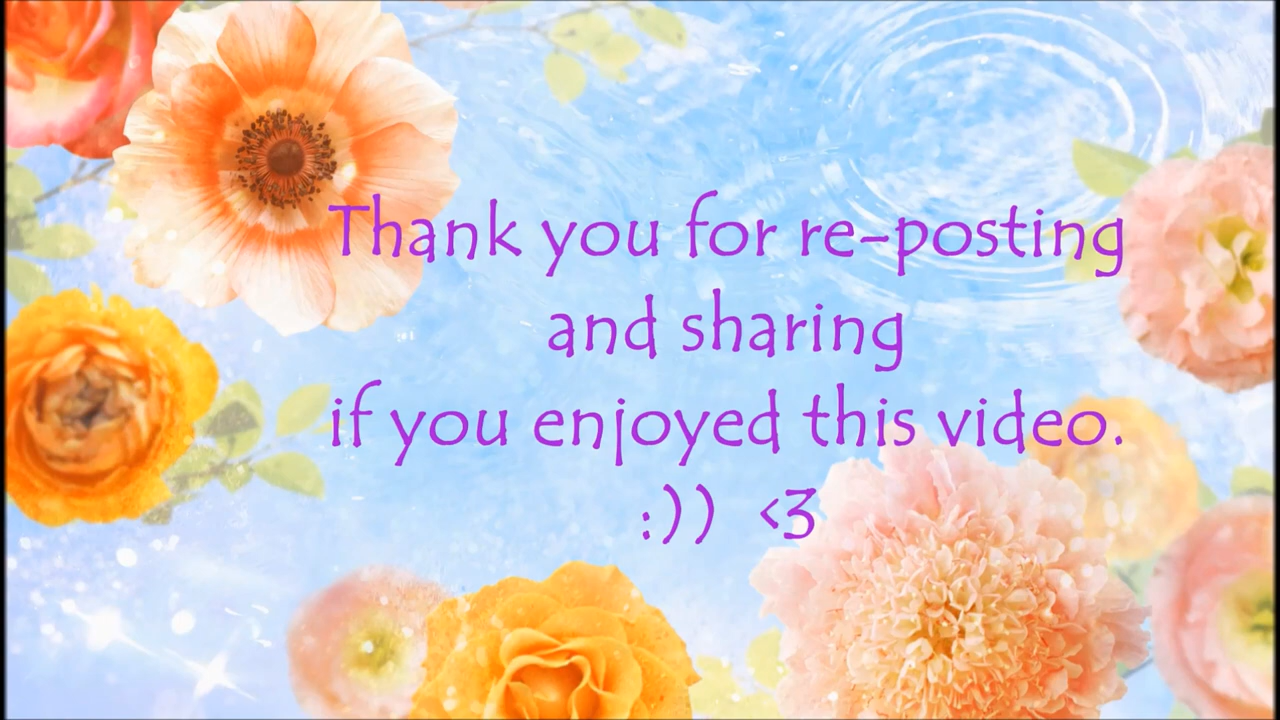 Thank you for re-posting
and sharing
if you enjoyed this video.
:)) <3